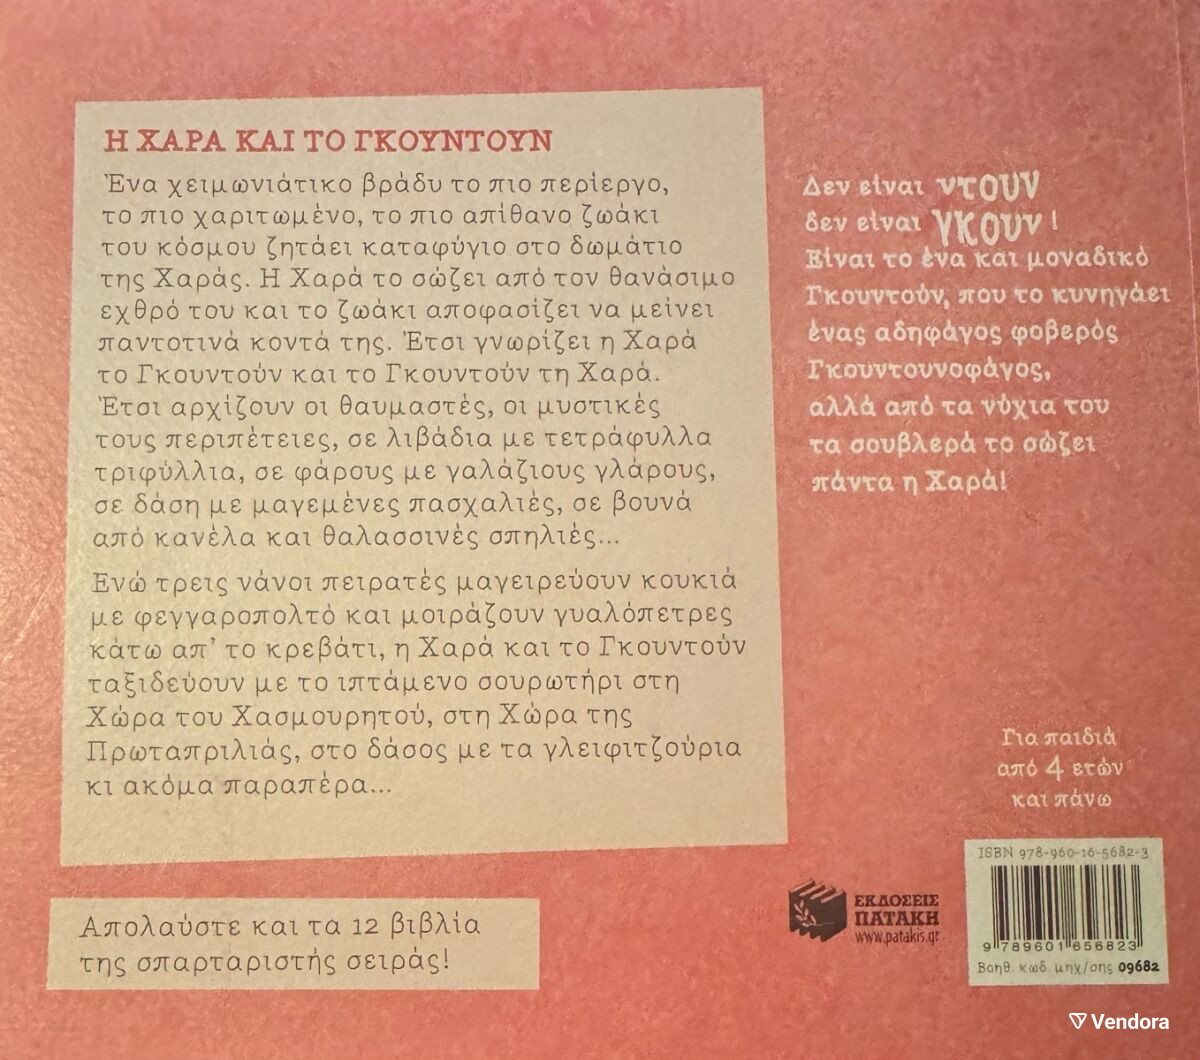 Η ΧΑΡΑ ΚΑΙ ΤΟ ΓΚΟΥΝΤΟΥΝ
Ένα χειμωνιάτικο βράδυ το πιο περίεργο,
το πιο χαριτωμένο, το πιο απίθανο ζωάκι
του κόσμου ζητάει καταφύγιο στο δωμάτιο
της Χαράς. Η Χαρά το σώζει από τον θανάσιμο
εχθρό του και το ζωάκι αποφασίζει να μείνει
παντοτινά κοντά της. Έτσι γνωρίζει η Χαρά
το Γκουντούν και το Γκουντούν τη Χαρά.
Έτσι αρχίζουν οι θαυμαστές, οι μυστικές
τους περιπέτειες, σε λιβάδια με τετράφυλλα
τριφύλλια, σε φάρους με γαλάζιους γλάρους,
σε δάση με μαγεμένες πασχαλιές, σε βουνά
από κανέλα και θαλασσινές σπηλιές...
Ενώ τρεις νάνοι πειρατές μαγειρεύουν κουκιά
με φεγγαροπολτό και μοιράζουν γυαλόπετρες
κάτω απ' το κρεβάτι, η Χαρά και το Γκουντούν
ταξιδεύουν με το ιπτάμενο σουρωτήρι στη
Χώρα του Χασμουρητού, στη Χώρα της
Πρωταπριλιάς, στο δάσος με τα γλειφιτζούρια
κι ακόμα παραπέρα...
Απολαύστε και τα 12 βιβλία
της σπαρταριστής σειράς!
Δεν είναι ντουν
δεν είναι γκουν!
Είναι το ένα και μοναδικό
Γκουντούν, που το κυνηγάει
ένας αδηφάγος φοβερός
Γκουντουνοφάγος,
αλλά από τα νύχια του
τα σουβλερά το σώζει
πάντα η Χαρά!
Για παιδιά
από 4 ετών
και πάνω
ΕΚΔΟΣΕΙΣ
ΠΑΤΑΚΗ
www.patakis.gr
ISBN 978-960-16-5682-3
9 789601 656823
Βοηθ. κωδ. μηχ/σης 09682
Vendora